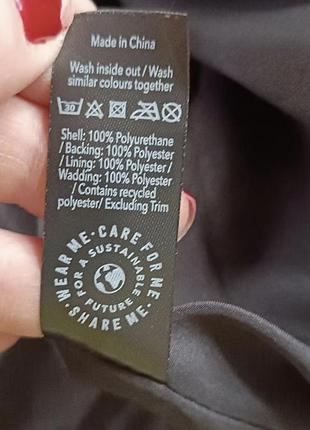 Made in China
Wash inside out / Wash
similar colours together
30
Shell: 100% Polyurethane
/ Backing: 100% Polyester
/ Lining: 100% Polyester /
Wadding: 100% Polyester
/ Contains recycled
polyester/ Excluding Trim
WEAR ME • CARE FOR ME • SHARE ME •
FOR A SUSTAINABLE FUTURE